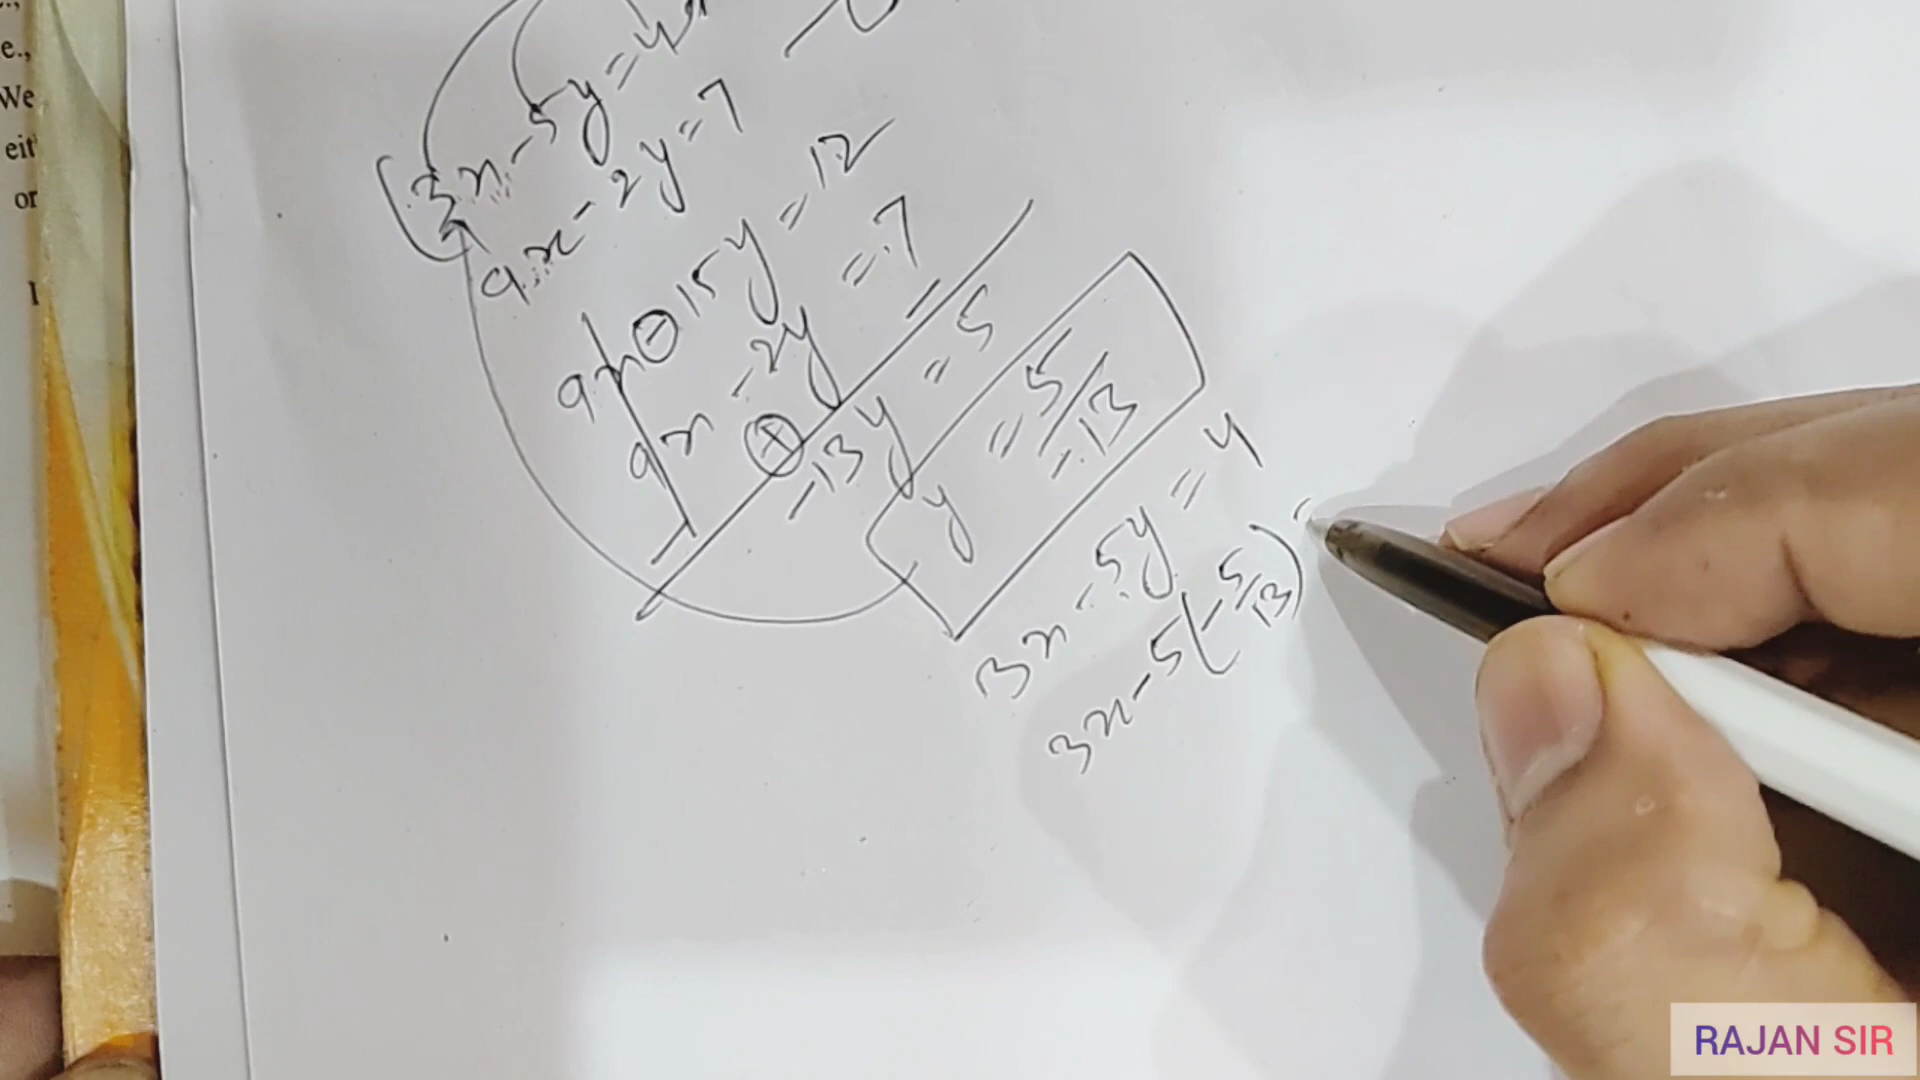 e.,
We
or
(3x - 5y = 4
9x - 2y = 7
9x - 15y = 12
9x - 2y = 7
- + -
-13y = 5
y = 5/-13
3x - 5y = 4
3x - 5(-5/13) =
RAJAN SIR